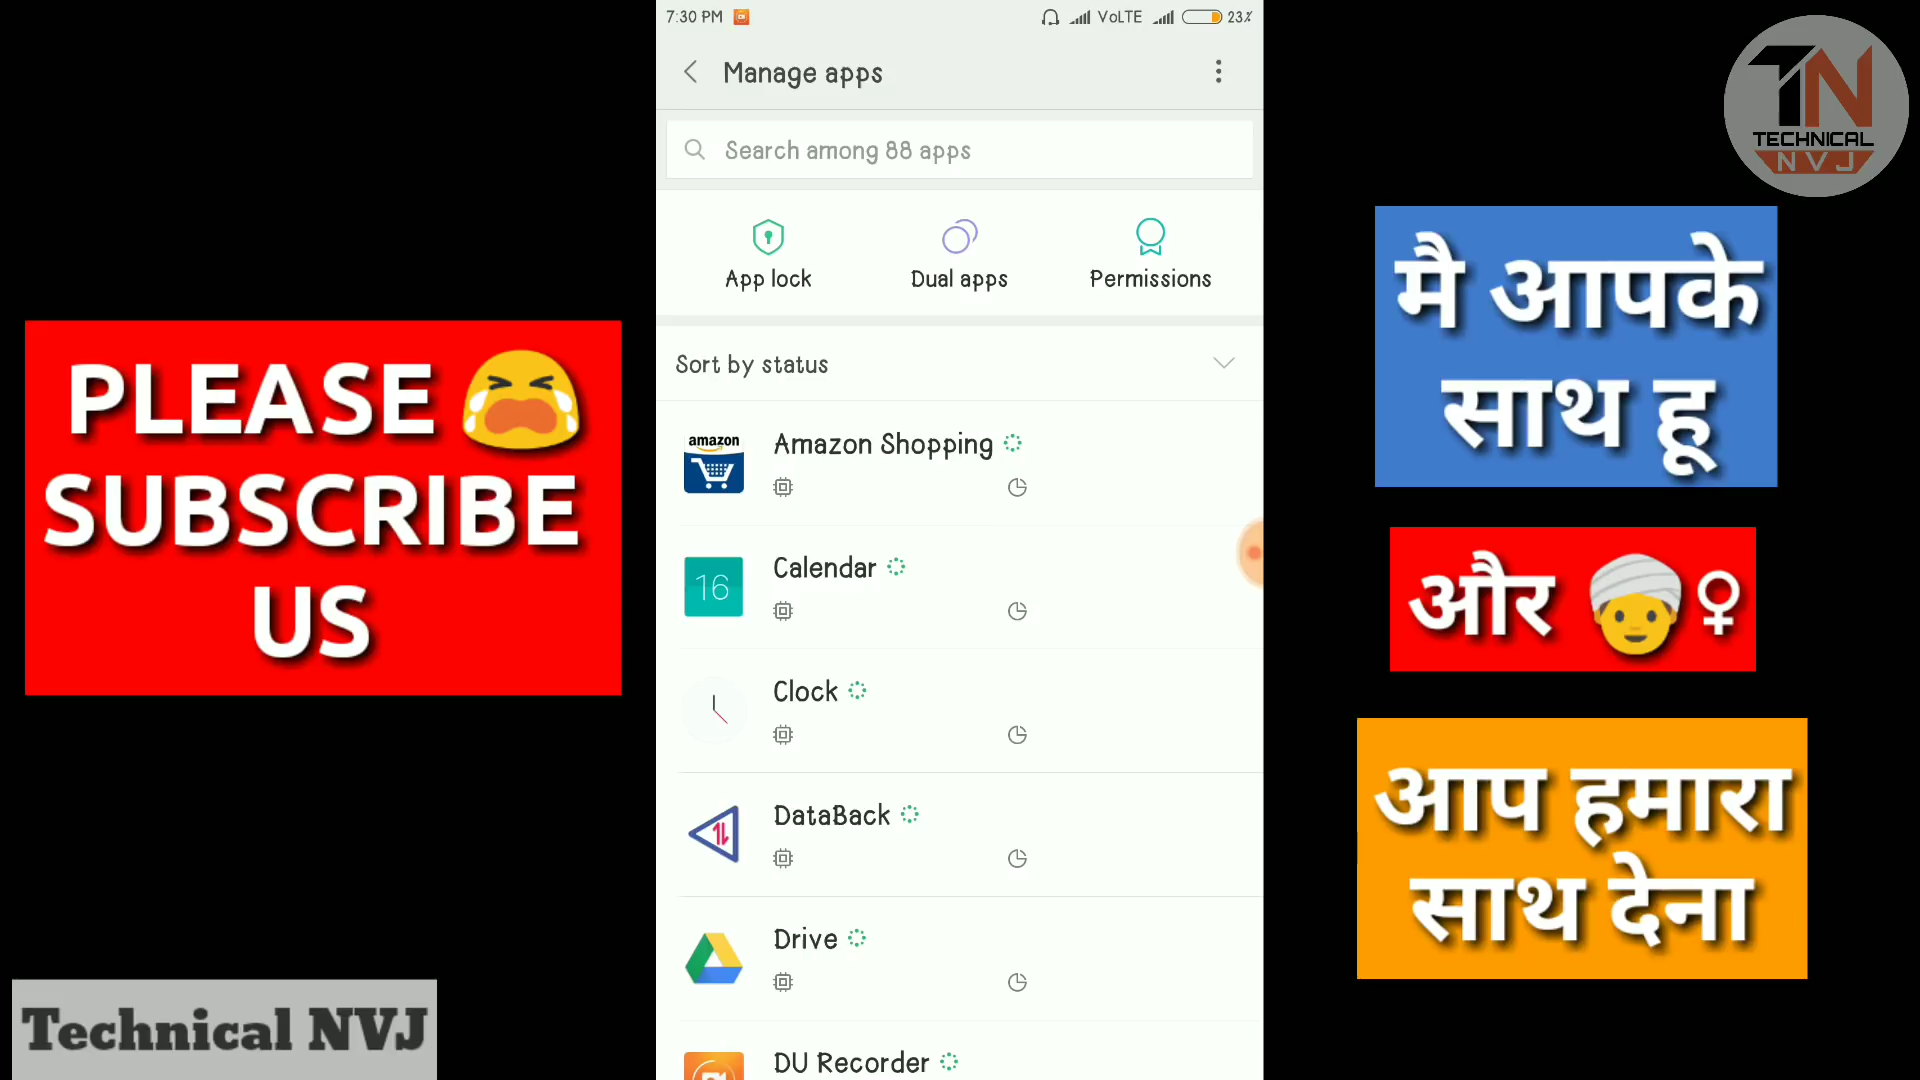 7:30 PM
VoLTE
23%
Manage apps
Search among 88 apps
App lock
Dual apps
Permissions
Sort by status
amazon
Amazon Shopping
16
Calendar
Clock
DataBack
Drive
DU Recorder
PLEASE
SUBSCRIBE
US
Technical NVJ
TN
TECHNICAL
NVJ
मै आपके
साथ हू
और
आप हमारा
साथ देना